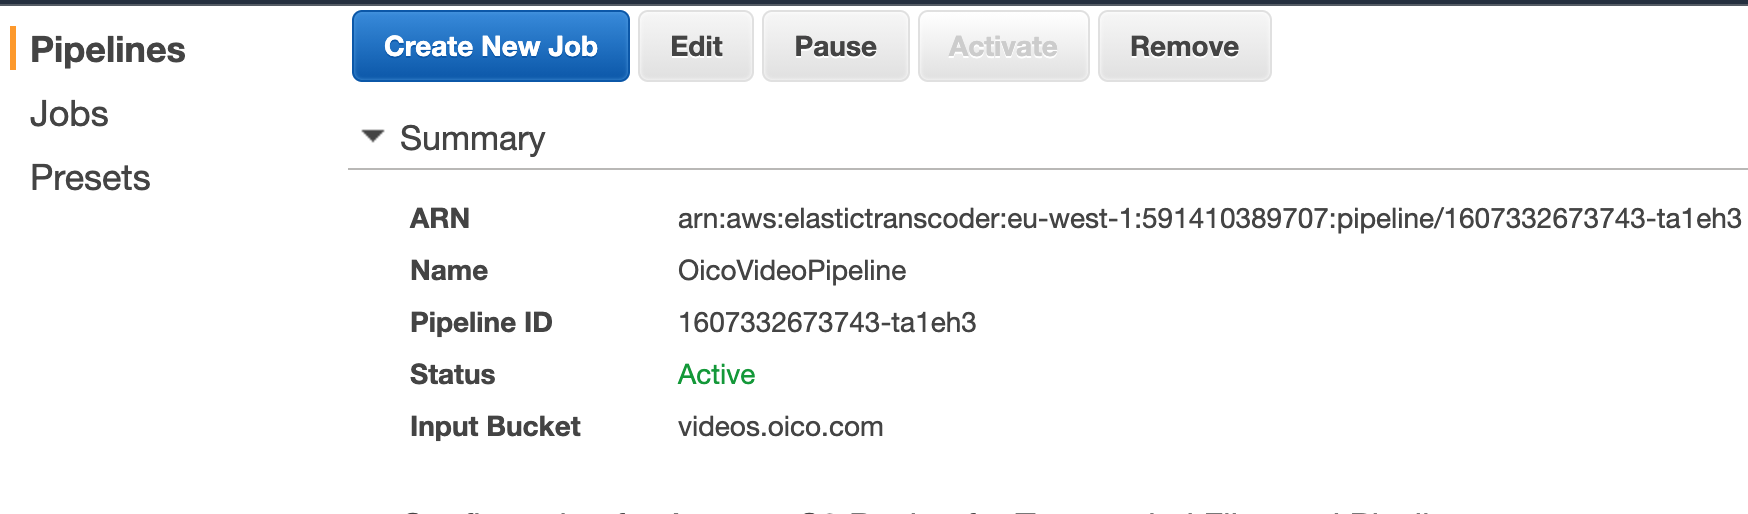 Pipelines
Jobs
Presets
Create New Job Edit Pause Activate Remove
Summary
ARN arn:aws:elastictranscoder:eu-west-1:591410389707:pipeline/1607332673743-ta1eh3
Name OicoVideoPipeline
Pipeline ID 1607332673743-ta1eh3
Status Active
Input Bucket videos.oico.com